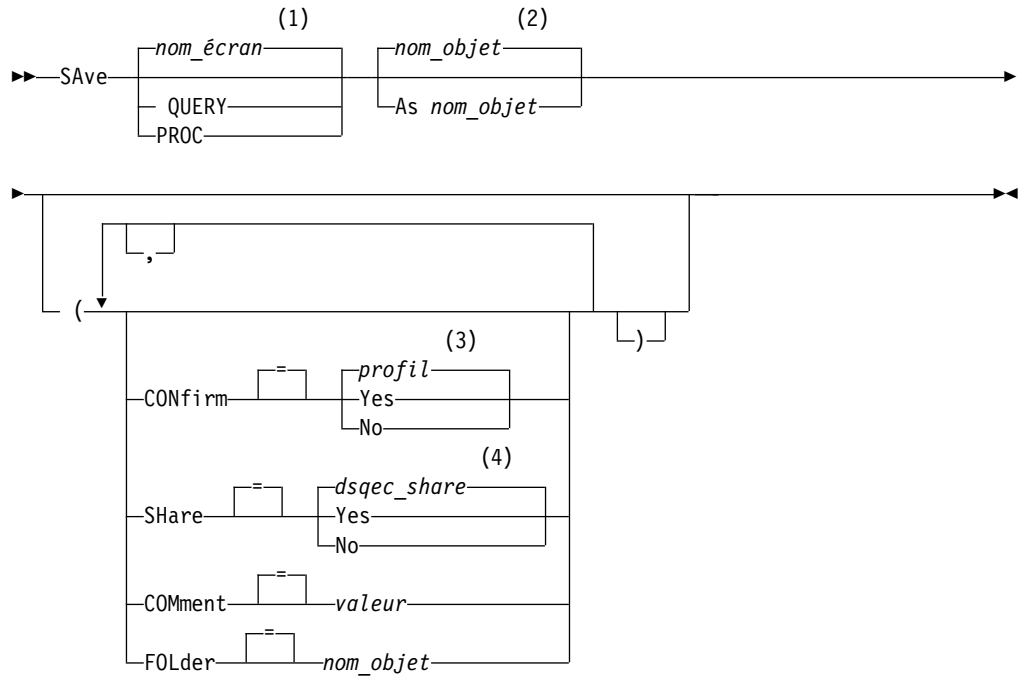 (1) (2)
nom_écran nom_objet
SAve
QUERY As nom_objet
PROC
,
( )
(3)
= profil
CONfirm Yes
No
(4)
= dsqec_share
SHare Yes
No
=
COMment valeur
=
FOLder nom_objet